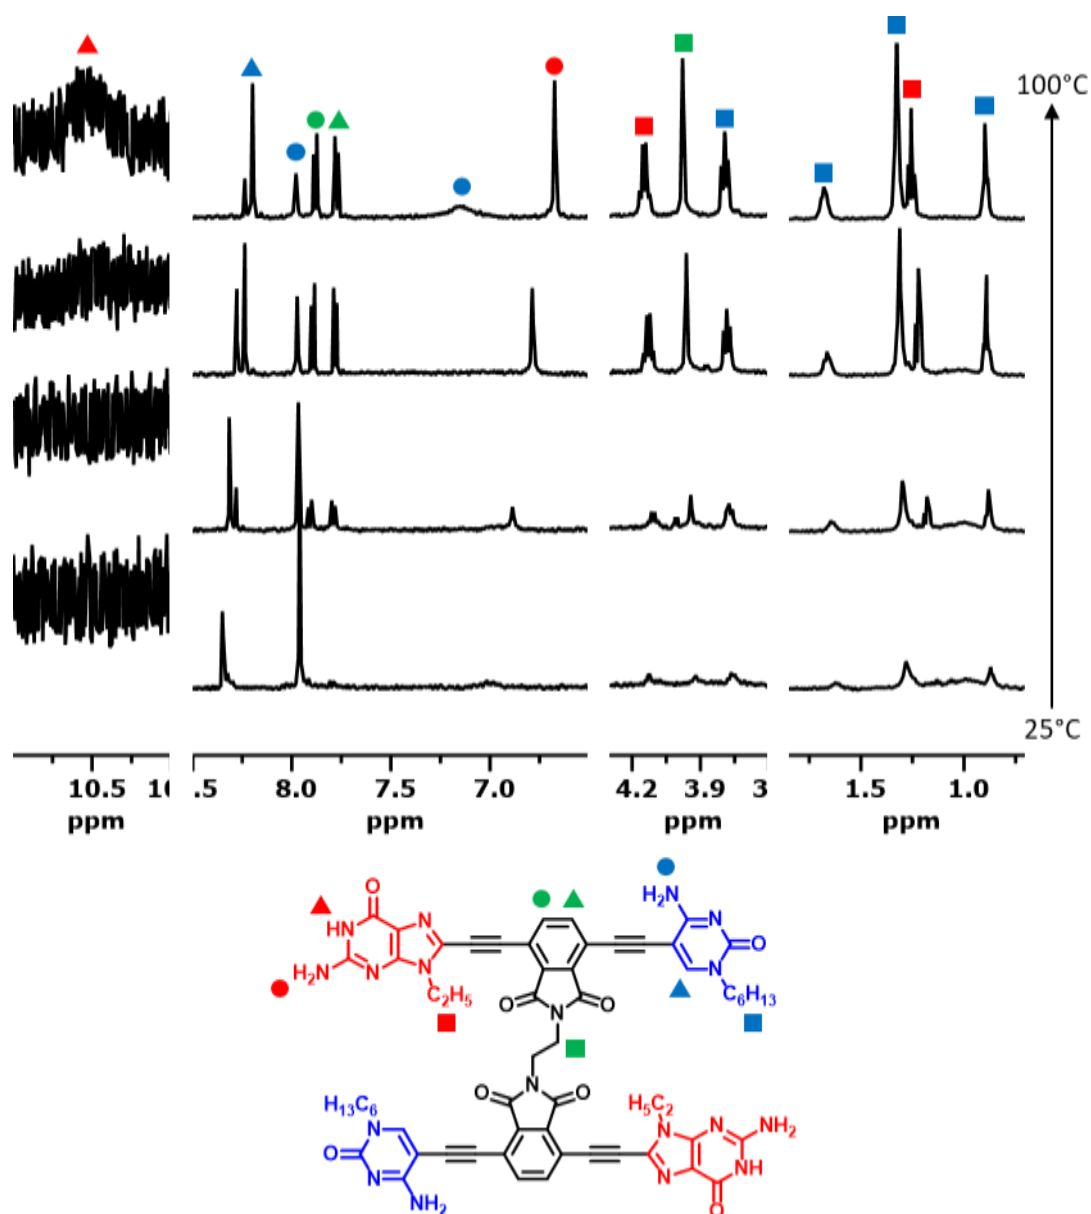 100°C
25°C
10.5 1(
.5 8.0 7.5 7.0
4.2 3.9 3
1.5 1.0
ppm ppm ppm ppm
O NH₂
HN N N
H₂N N N N O
C₂H₅ O O C₆H₁₃
N
N
H₁₃C₆ O O H₅C₂
N N N NH₂
O N N NH
NH₂ O